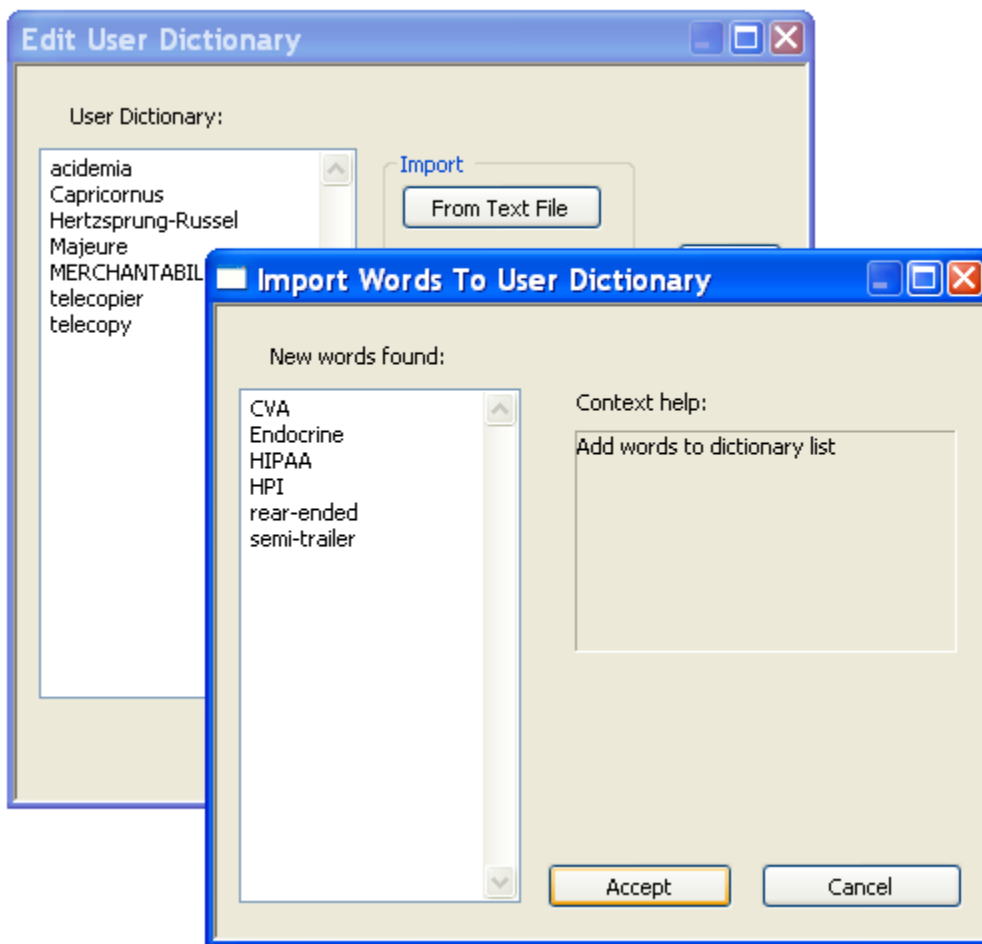 Edit User Dictionary
User Dictionary:
acidemia
Capricornus
Hertzsprung-Russel
Majeure
MERCHANTABIL
telecopier
telecopy
Import
From Text File
Import Words To User Dictionary
New words found:
CVA
Endocrine
HIPAA
HPI
rear-ended
semi-trailer
Context help:
Add words to dictionary list
Accept
Cancel